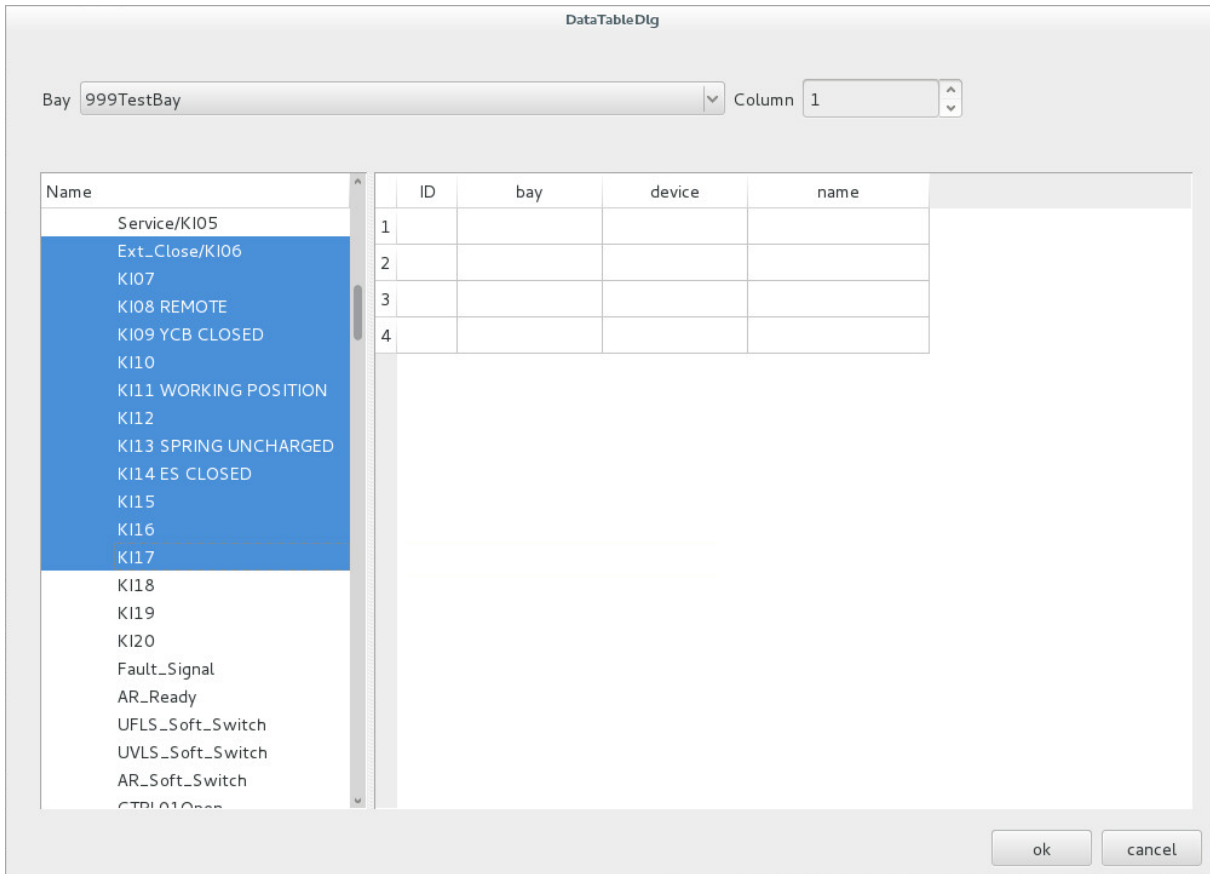 DataTableDlg
Bay 999TestBay Column 1
Name
Service/KI05
Ext_Close/KI06
KI07
KI08 REMOTE
KI09 YCB CLOSED
KI10
KI11 WORKING POSITION
KI12
KI13 SPRING UNCHARGED
KI14 ES CLOSED
KI15
KI16
KI17
KI18
KI19
KI20
Fault_Signal
AR_Ready
UFLS_Soft_Switch
UVLS_Soft_Switch
AR_Soft_Switch
ID bay device name
1
2
3
4
ok cancel